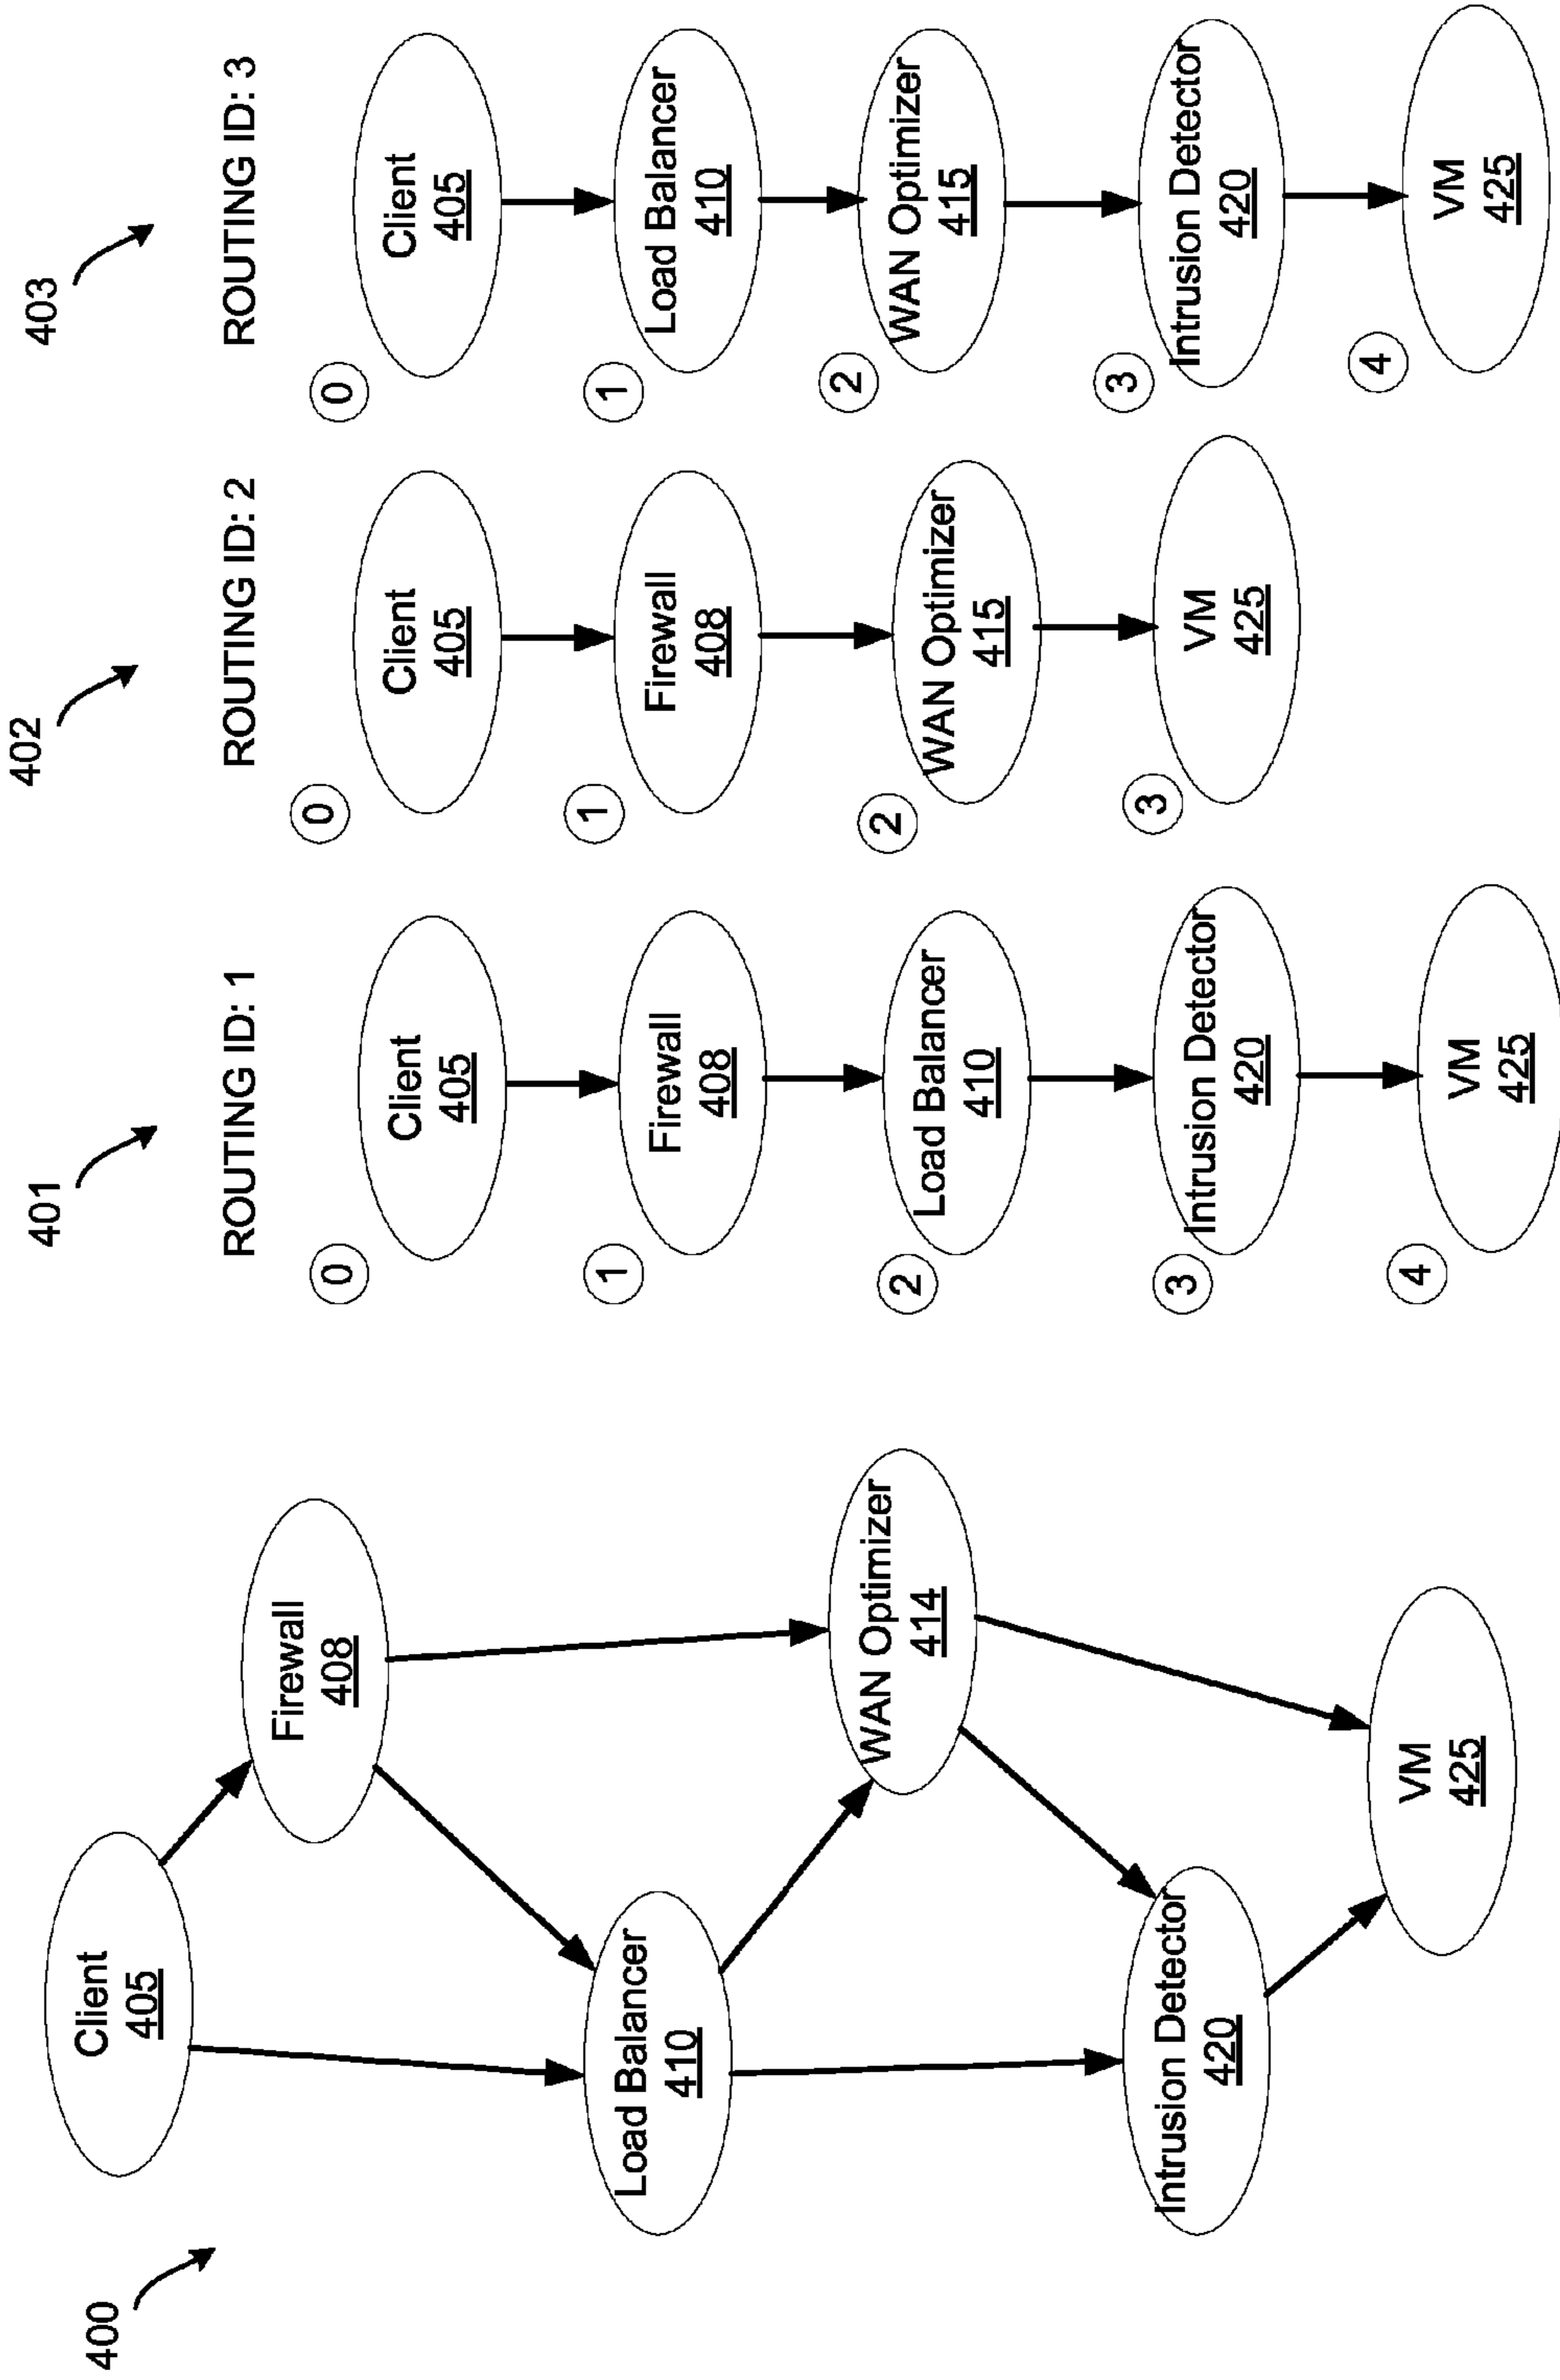 400
Client
405
Firewall
408
Load Balancer
410
WAN Optimizer
414
Intrusion Detector
420
VM
425
401
ROUTING ID: 1
0
Client
405
1
Firewall
408
2
Load Balancer
410
3
Intrusion Detector
420
4
VM
425
402
ROUTING ID: 2
0
Client
405
1
Firewall
408
2
WAN Optimizer
415
3
VM
425
403
ROUTING ID: 3
0
Client
405
1
Load Balancer
410
2
WAN Optimizer
415
3
Intrusion Detector
420
4
VM
425